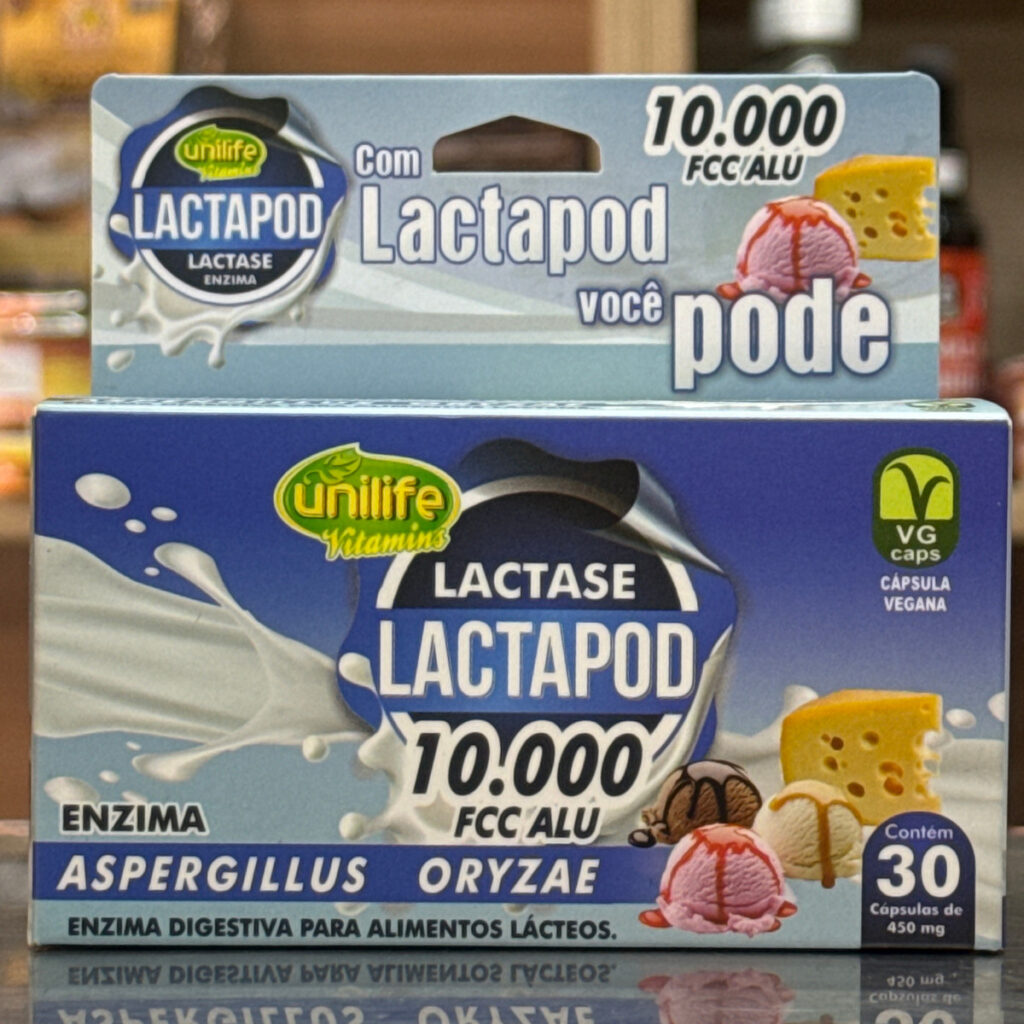 unilife
Vitamins
LACTAPOD
LACTASE
ENZIMA
Com
Lactapod
você pode
10.000
FCC ALU
unilife
Vitamins
LACTASE
LACTAPOD
10.000
FCC ALU
VG
caps
CÁPSULA
VEGANA
ENZIMA
ASPERGILLUS ORYZAE
ENZIMA DIGESTIVA PARA ALIMENTOS LÁCTEOS.
Contém
30
Cápsulas de
450 mg